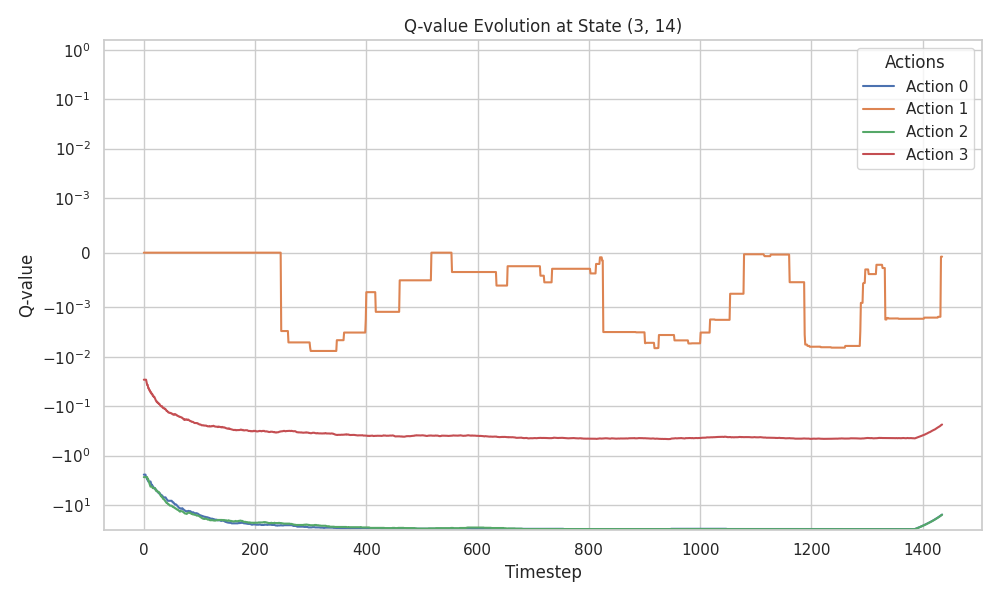 Q-value Evolution at State (3, 14)
Q-value
10⁰
10⁻¹
10⁻²
10⁻³
0
−10⁻³
−10⁻²
−10⁻¹
−10⁰
−10¹
Actions
Action 0
Action 1
Action 2
Action 3
0 200 400 600 800 1000 1200 1400
Timestep